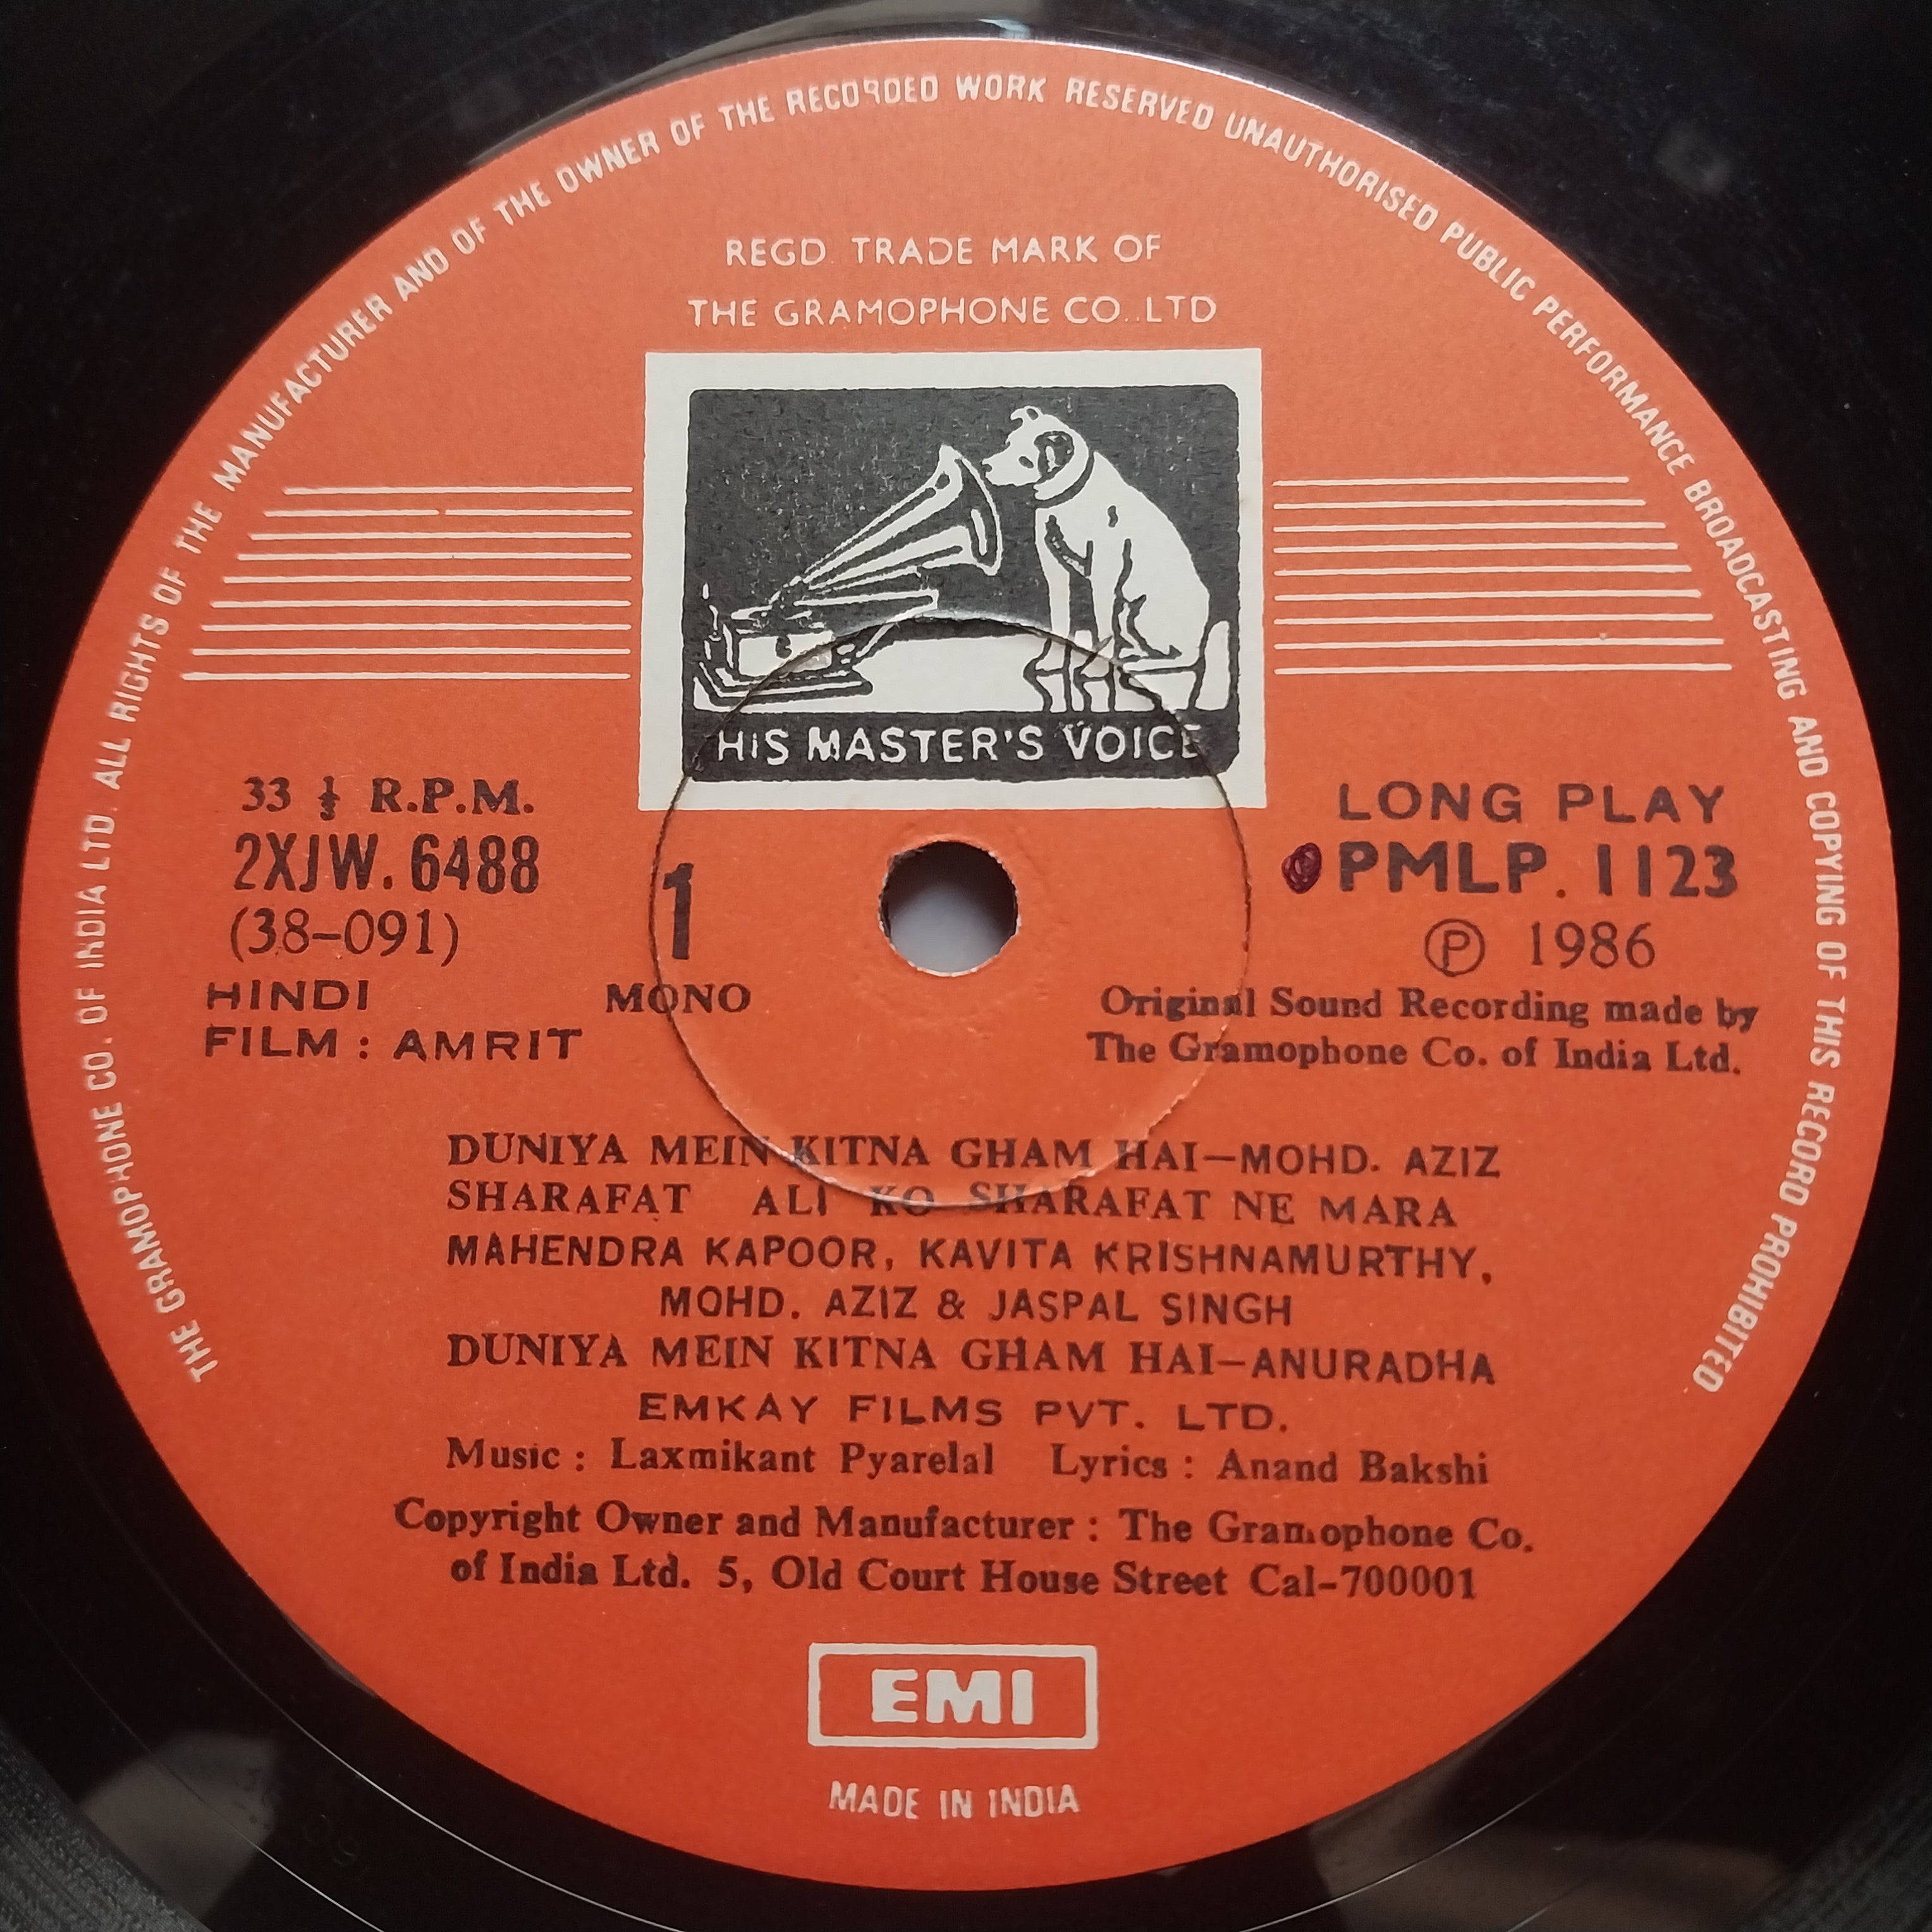 THE GRAMOPHONE CO. OF INDIA LTD. ALL RIGHTS OF THE MANUFACTURER AND OF THE OWNER OF THE RECORDED WORK RESERVED UNAUTHORISED PUBLIC PERFORMANCE BROADCASTING AND COPYING OF THIS RECORD PROHIBITED
REGD. TRADE MARK OF
THE GRAMOPHONE CO..LTD
HIS MASTER'S VOICE
33 ⅓ R.P.M.
2XJW. 6488
(38-091)
HINDI
FILM : AMRIT
1
MONO
LONG PLAY
PMLP. 1123
Ⓟ 1986
Original Sound Recording made by
The Gramophone Co. of India Ltd.
DUNIYA MEIN KITNA GHAM HAI—MOHD. AZIZ
SHARAFAT ALI KO SHARAFAT NE MARA
MAHENDRA KAPOOR, KAVITA KRISHNAMURTHY,
MOHD. AZIZ & JASPAL SINGH
DUNIYA MEIN KITNA GHAM HAI—ANURADHA
EMKAY FILMS PVT. LTD.
Music : Laxmikant Pyarelal Lyrics : Anand Bakshi
Copyright Owner and Manufacturer : The Gramophone Co.
of India Ltd. 5, Old Court House Street Cal-700001
EMI
MADE IN INDIA